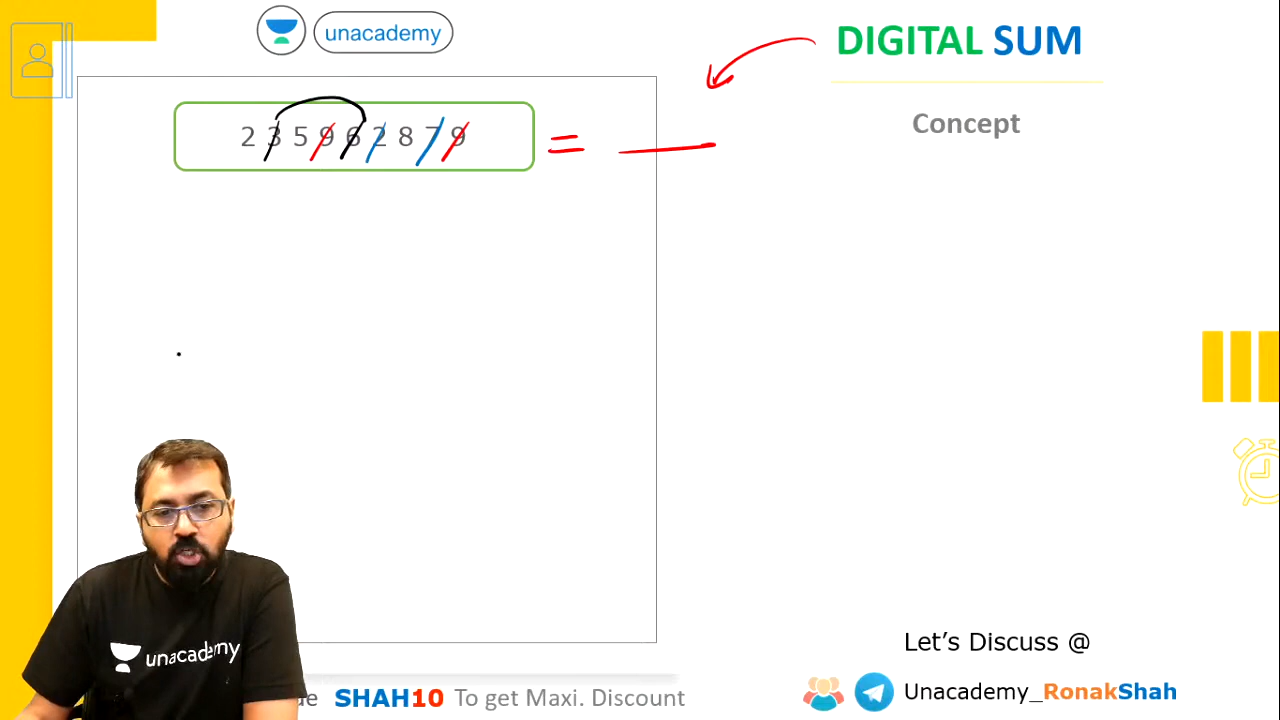 unacademy
DIGITAL SUM
Concept
2 3 5 9 6 2 8 7 9 =
unacademy
Let's Discuss @
SHAH10 To get Maxi. Discount
Unacademy_RonakShah